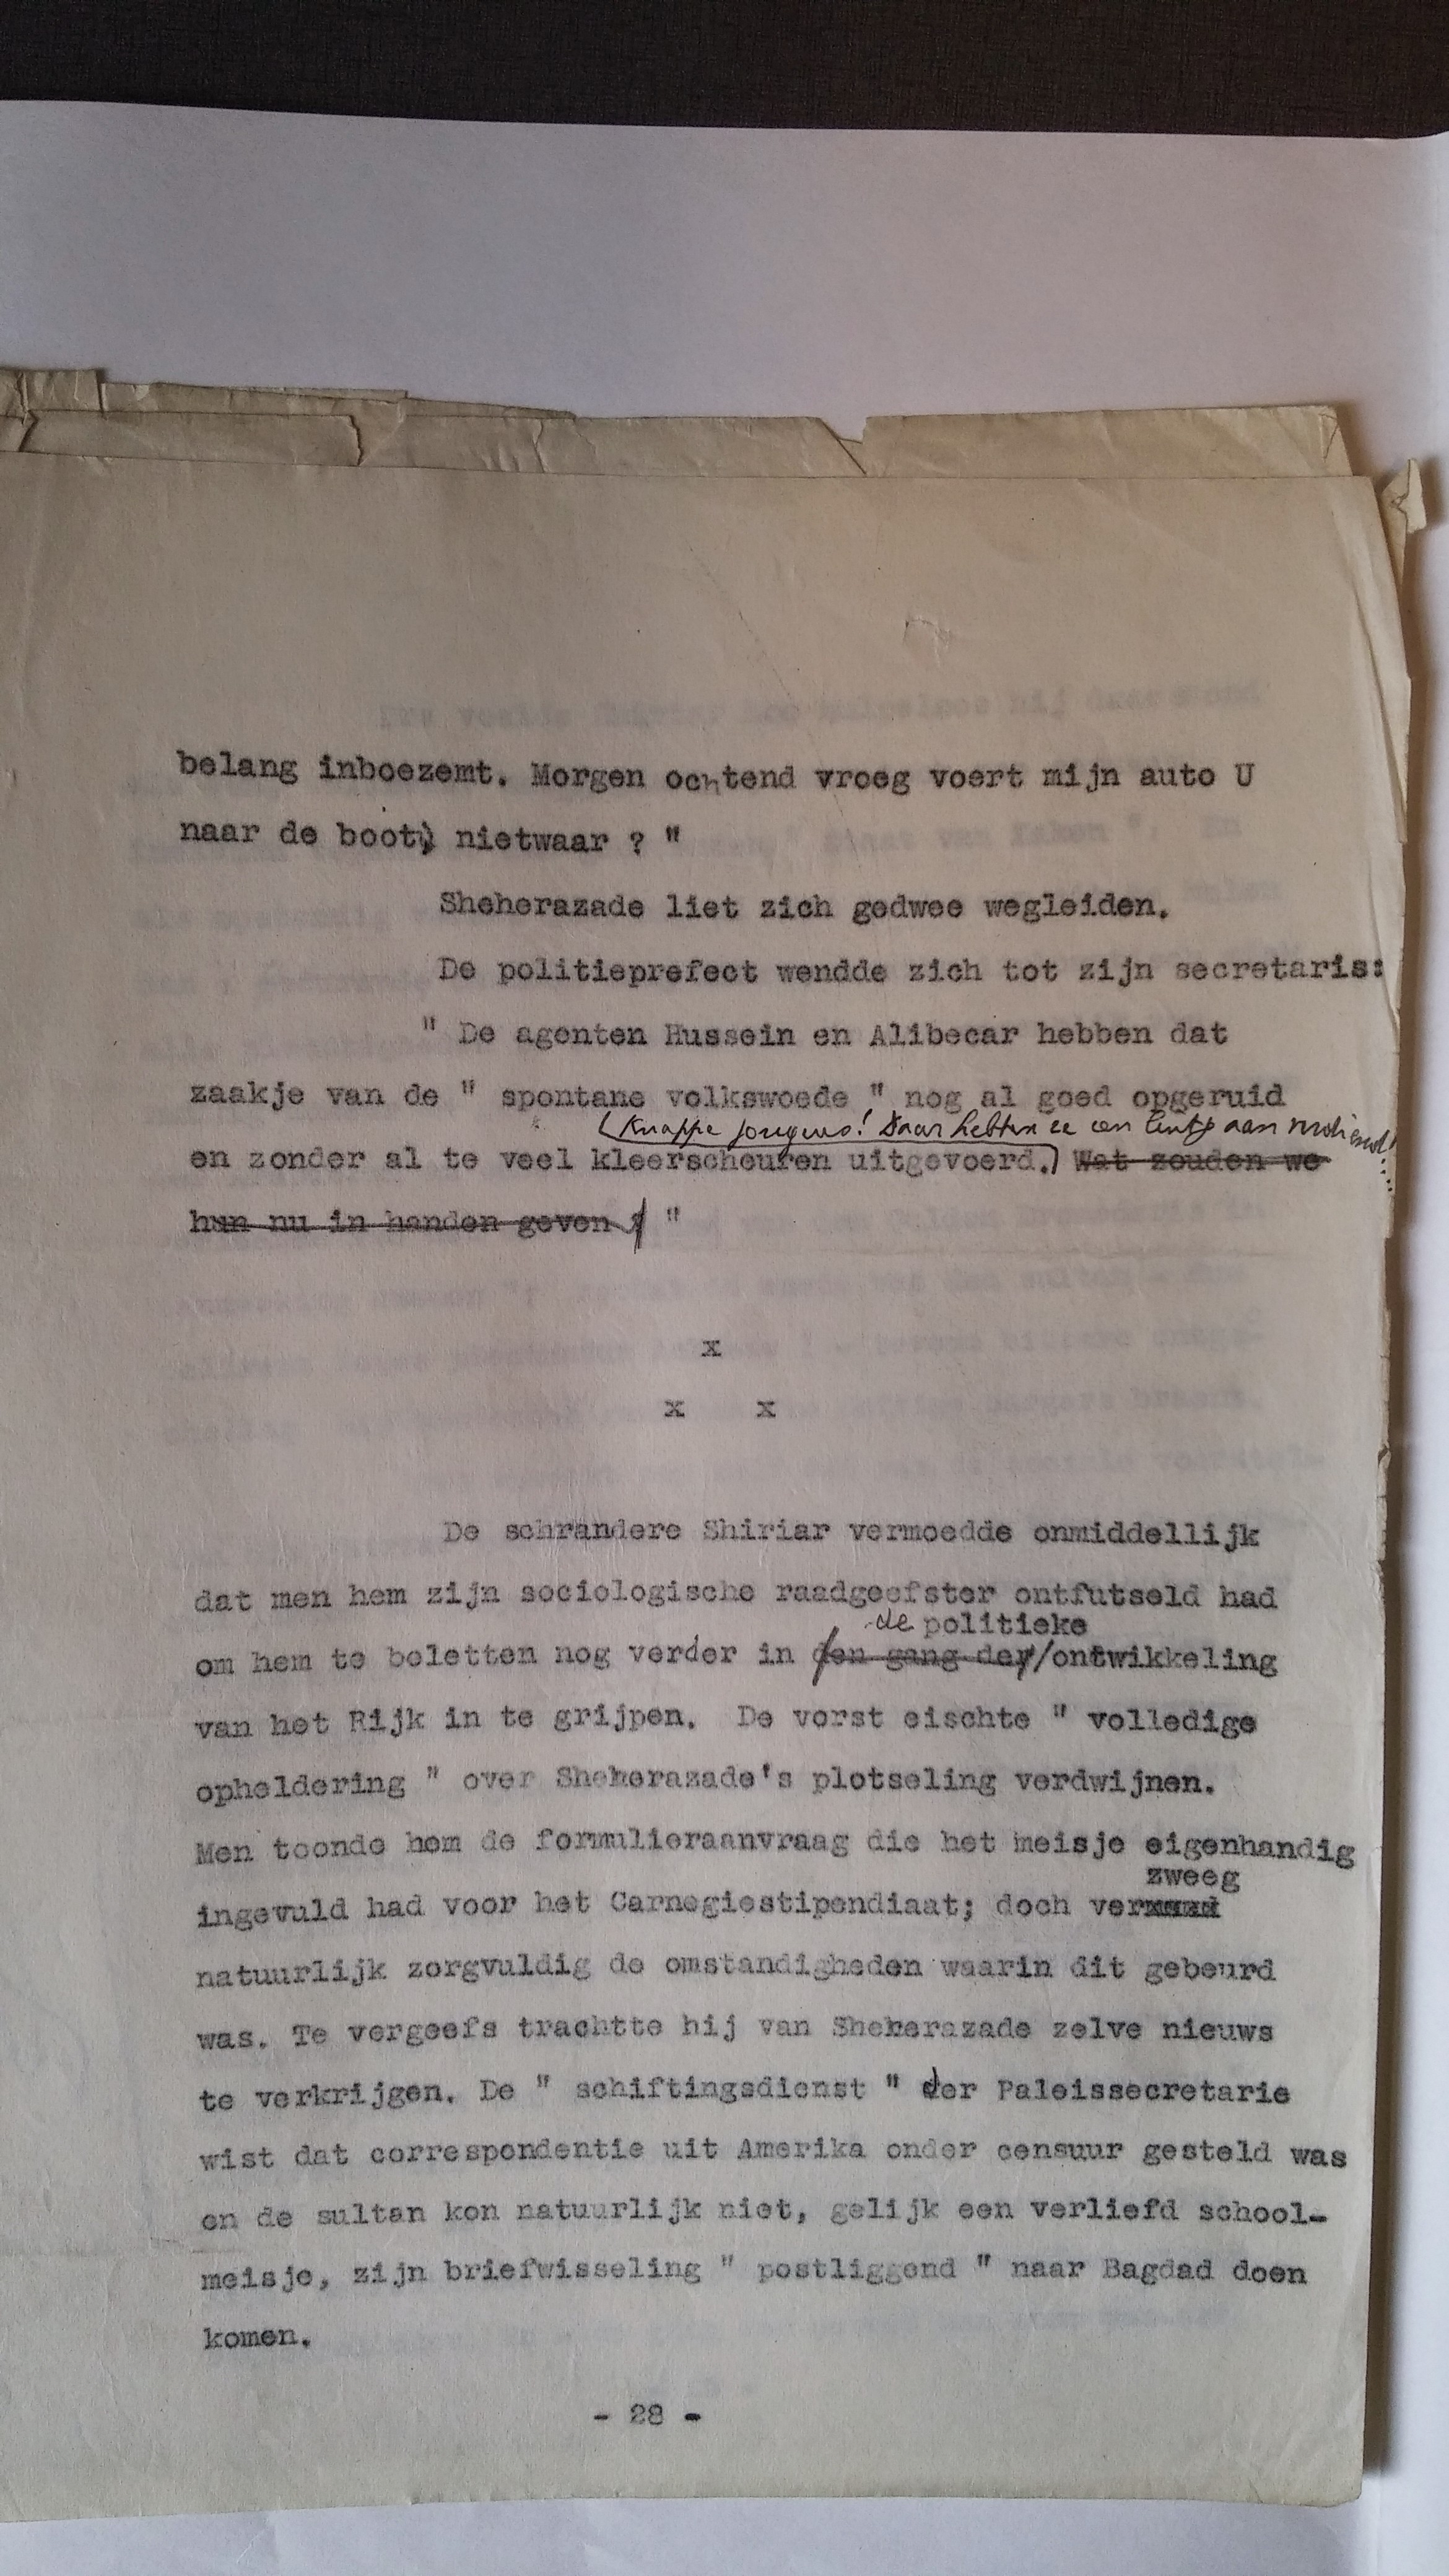 belang inboezemt. Morgen ochtend vroeg voert mijn auto U
naar de boot, nietwaar ? "
Sheherazade liet zich gedwee wegleiden.
De politieprefect wendde zich tot zijn secretaris:
" De agenten Hussein en Alibecar hebben dat
zaakje van de " spontane volkswoede " nog al goed opgeruid
(Knappe jongens! Daar hebben ze een lintje aan verdiend!
en zonder al te veel kleerscheuren uitgevoerd.) Wat zouden we
hun nu in handen geven ? "
x
x x
De schrandere Shiriar vermoedde onmiddellijk
dat men hem zijn sociologische raadgeefster ontfutseld had
de politieke
om hem te beletten nog verder in den gang der/ontwikkeling
van het Rijk in te grijpen. De vorst eischte " volledige
opheldering " over Sheherazade's plotseling verdwijnen.
Men toonde hem de formulieraanvraag die het meisje eigenhandig
zweeg
ingevuld had voor het Carnegiestipendiaat; doch ver
natuurlijk zorgvuldig de omstandigheden waarin dit gebeurd
was. Te vergeefs trachtte hij van Sheherazade zelve nieuws
te verkrijgen. De " schiftingsdienst " der Paleissecretarie
wist dat correspondentie uit Amerika onder censuur gesteld was
en de sultan kon natuurlijk niet, gelijk een verliefd school-
meisje, zijn briefwisseling " postliggend " naar Bagdad doen
komen.
- 28 -